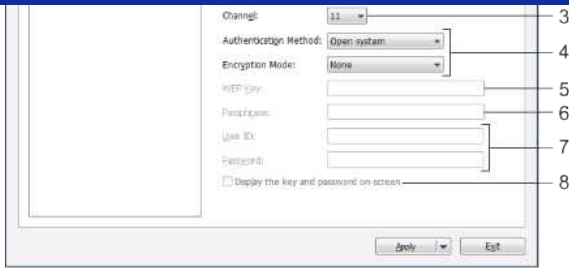 Channel: 11 3
Authentication Method: Open system 4
Encryption Mode: None
WEP Key: 5
Passphrase: 6
User ID: 7
Password:
Display the key and password on-screen 8
Apply Exit